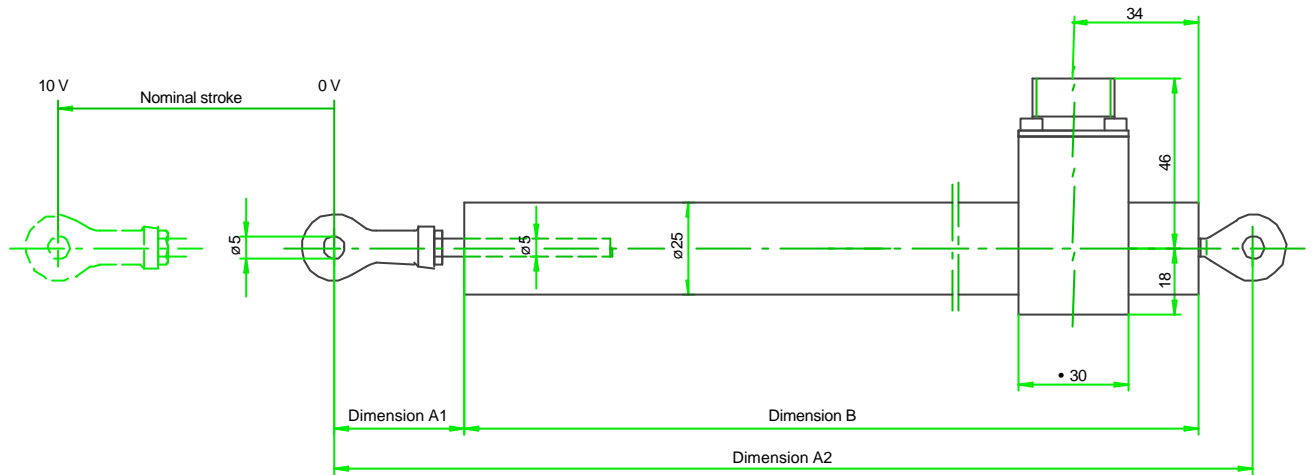 34
10 V
0 V
Nominal stroke
46
ø5
ø5
ø25
18
• 30
Dimension A1
Dimension B
Dimension A2